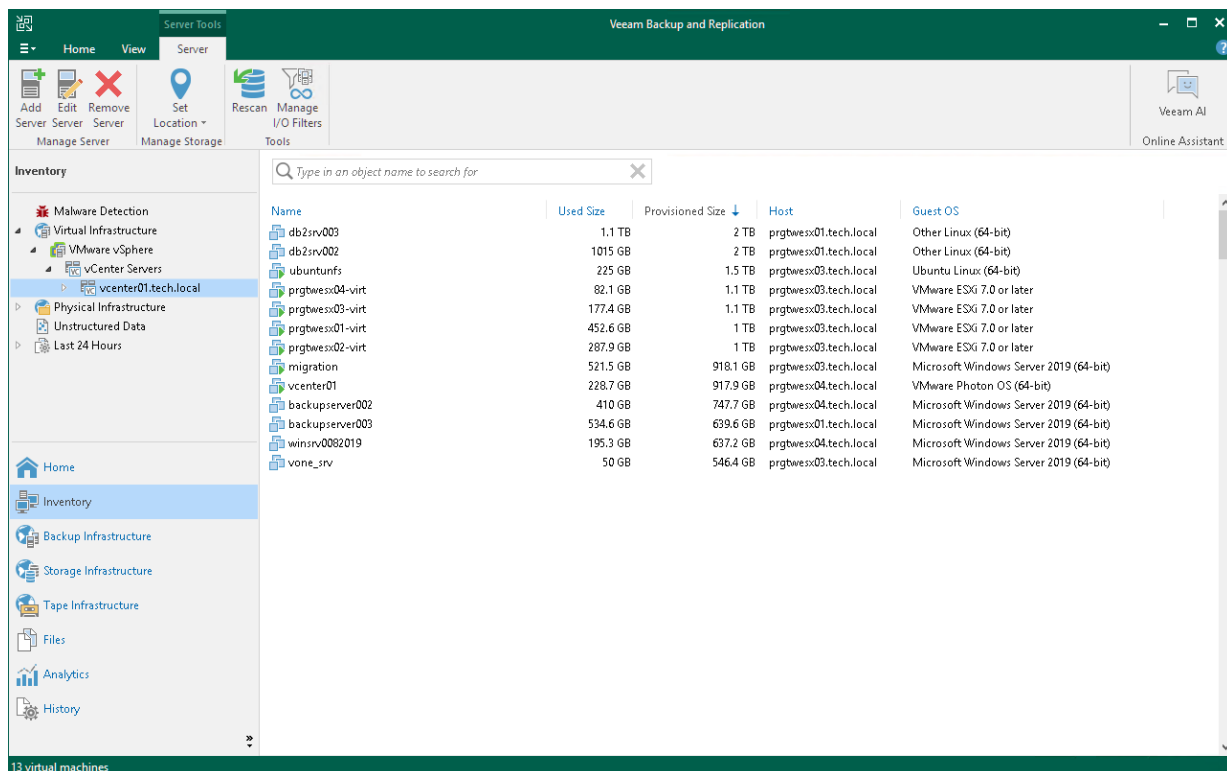 Server Tools
Veeam Backup and Replication
Home View Server
Add Server
Edit Server
Remove Server
Set Location
Rescan
Manage I/O Filters
Veeam AI
Manage Server
Manage Storage
Tools
Online Assistant
Inventory
Type in an object name to search for
Malware Detection
Virtual Infrastructure
VMware vSphere
vCenter Servers
vcenter01.tech.local
Physical Infrastructure
Unstructured Data
Last 24 Hours
Home
Inventory
Backup Infrastructure
Storage Infrastructure
Tape Infrastructure
Files
Analytics
History
Name Used Size Provisioned Size Host Guest OS
db2srv003 1.1 TB 2 TB prgtwesx01.tech.local Other Linux (64-bit)
db2srv002 1015 GB 2 TB prgtwesx01.tech.local Other Linux (64-bit)
ubuntunfs 225 GB 1.5 TB prgtwesx03.tech.local Ubuntu Linux (64-bit)
prgtwesx04-virt 82.1 GB 1.1 TB prgtwesx03.tech.local VMware ESXi 7.0 or later
prgtwesx03-virt 177.4 GB 1.1 TB prgtwesx03.tech.local VMware ESXi 7.0 or later
prgtwesx01-virt 452.6 GB 1 TB prgtwesx03.tech.local VMware ESXi 7.0 or later
prgtwesx02-virt 287.9 GB 1 TB prgtwesx03.tech.local VMware ESXi 7.0 or later
migration 521.5 GB 918.1 GB prgtwesx03.tech.local Microsoft Windows Server 2019 (64-bit)
vcenter01 228.7 GB 917.9 GB prgtwesx04.tech.local VMware Photon OS (64-bit)
backupserver002 410 GB 747.7 GB prgtwesx04.tech.local Microsoft Windows Server 2019 (64-bit)
backupserver003 534.6 GB 639.6 GB prgtwesx01.tech.local Microsoft Windows Server 2019 (64-bit)
winsrv0082019 195.3 GB 637.2 GB prgtwesx04.tech.local Microsoft Windows Server 2019 (64-bit)
vone_srv 50 GB 546.4 GB prgtwesx03.tech.local Microsoft Windows Server 2019 (64-bit)
13 virtual machines